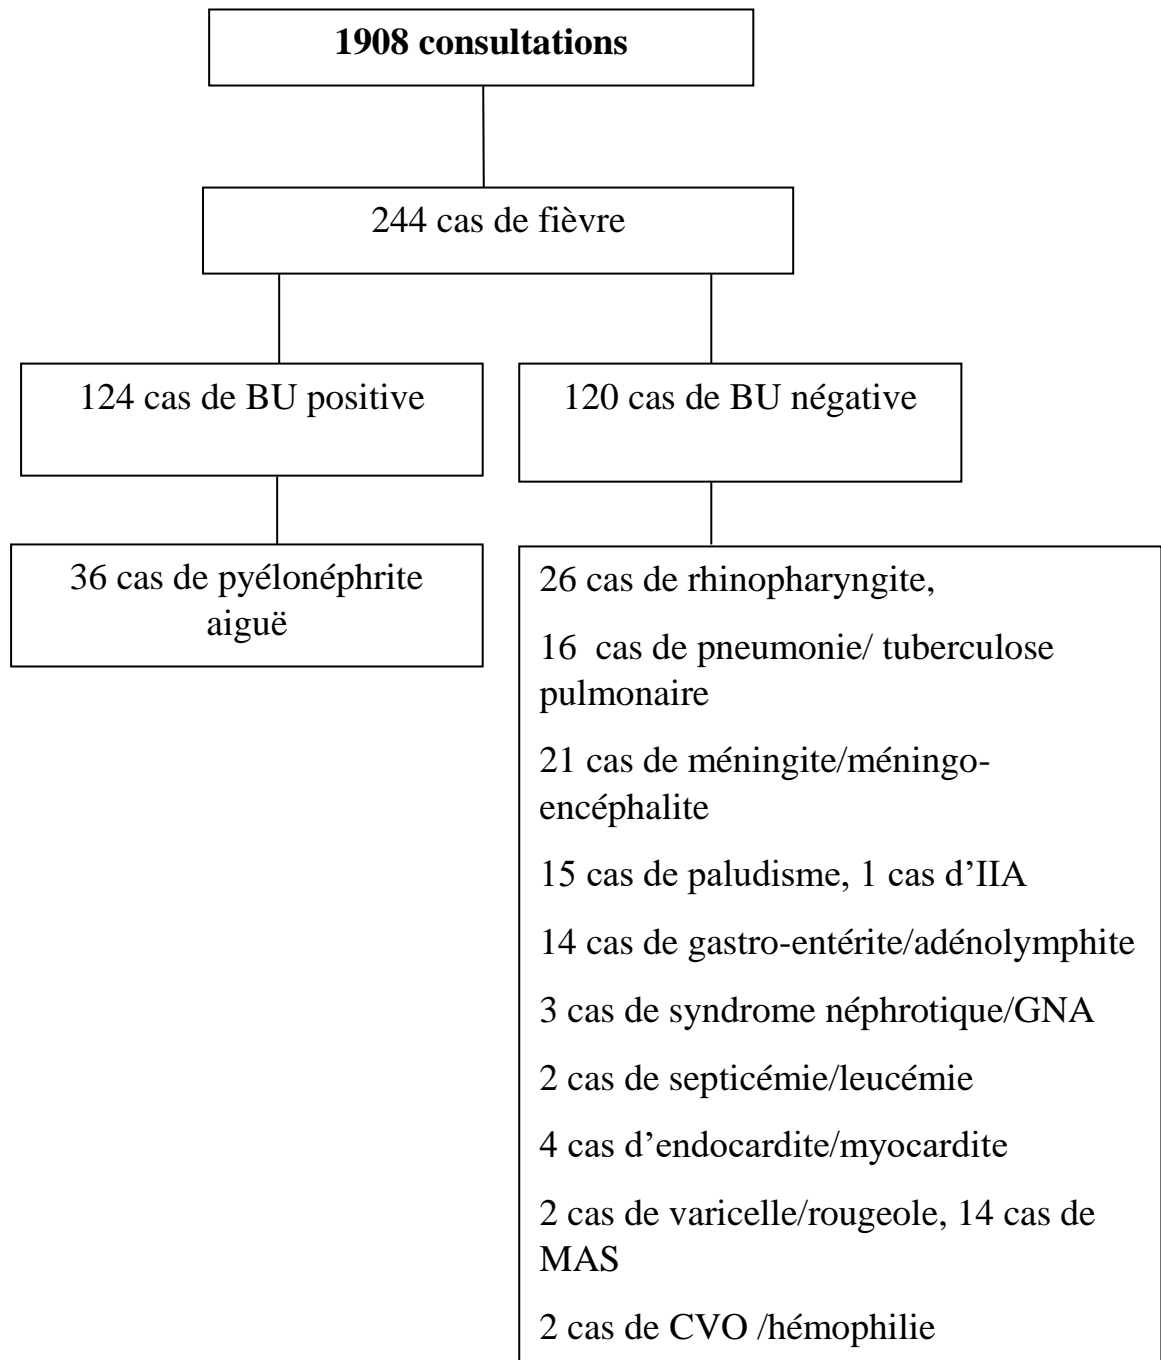 1908 consultations
244 cas de fièvre
124 cas de BU positive
120 cas de BU négative
36 cas de pyélonéphrite
aiguë
26 cas de rhinopharyngite,
16 cas de pneumonie/ tuberculose
pulmonaire
21 cas de méningite/méningo-
encéphalite
15 cas de paludisme, 1 cas d’IIA
14 cas de gastro-entérite/adénolymphite
3 cas de syndrome néphrotique/GNA
2 cas de septicémie/leucémie
4 cas d’endocardite/myocardite
2 cas de varicelle/rougeole, 14 cas de
MAS
2 cas de CVO /hémophilie